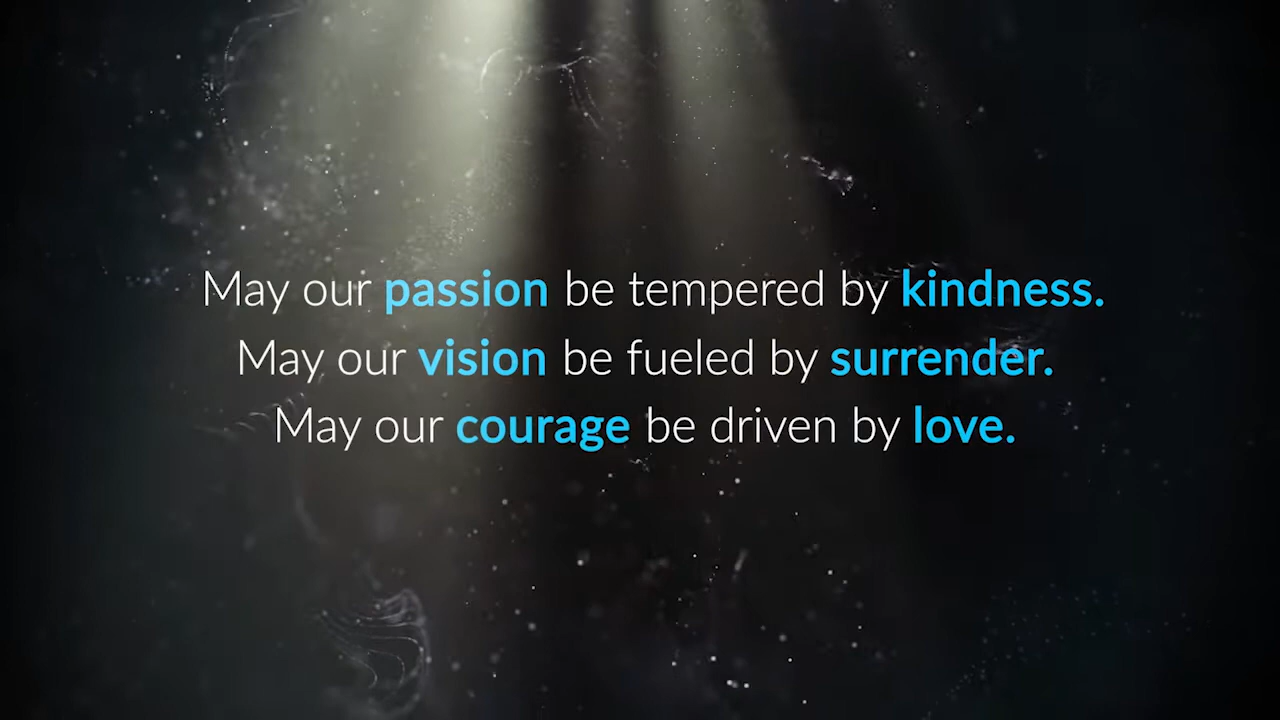 May our passion be tempered by kindness.
May our vision be fueled by surrender.
May our courage be driven by love.